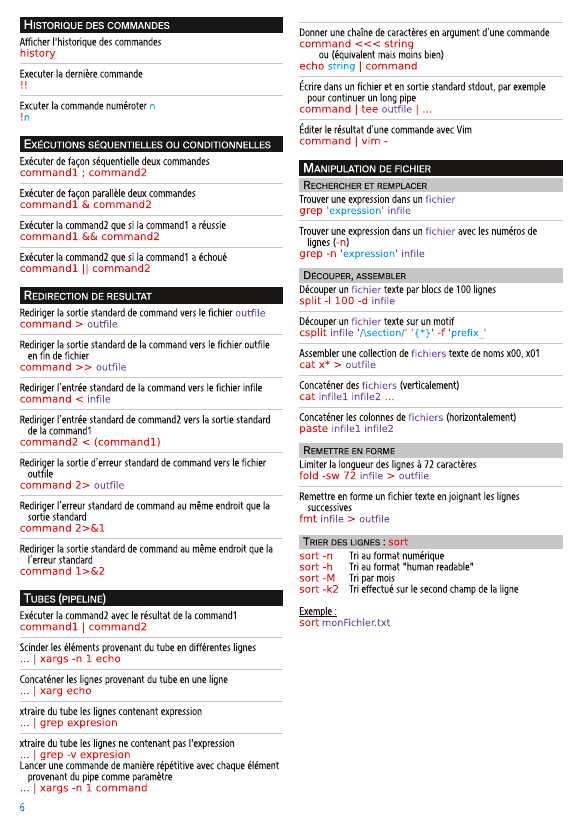 HISTORIQUE DES COMMANDES
Afficher l'historique des commandes
history
Executer la dernière commande
!!
Excuter la commande numéroter n
!n
EXÉCUTIONS SÉQUENTIELLES OU CONDITIONNELLES
Exécuter de façon séquentielle deux commandes
command1 ; command2
Exécuter de façon parallèle deux commandes
command1 & command2
Exécuter la command2 que si la command1 a réussie
command1 && command2
Exécuter la command2 que si la command1 a échoué
command1 || command2
REDIRECTION DE RESULTAT
Rediriger la sortie standard de command vers le fichier outfile
command > outfile
Rediriger la sortie standard de la command vers le fichier outfile
en fin de fichier
command >> outfile
Rediriger l'entrée standard de la command vers le fichier infile
command < infile
Rediriger l'entrée standard de command2 vers la sortie standard
de la command1
command2 < (command1)
Rediriger la sortie d'erreur standard de command vers le fichier
outfile
command 2> outfile
Rediriger l'erreur standard de command au même endroit que la
sortie standard
command 2>&1
Rediriger la sortie standard de command au même endroit que la
l'erreur standard
command 1>&2
TUBES (PIPELINE)
Exécuter la command2 avec le résultat de la command1
command1 | command2
Scinder les éléments provenant du tube en différentes lignes
... | xargs -n 1 echo
Concaténer les lignes provenant du tube en une ligne
... | xarg echo
xtraire du tube les lignes contenant expression
... | grep expresion
xtraire du tube les lignes ne contenant pas l'expression
... | grep -v expresion
Lancer une commande de manière répétitive avec chaque élément
provenant du pipe comme paramètre
... | xargs -n 1 command
6
Donner une chaîne de caractères en argument d'une commande
command <<< string
ou (équivalent mais moins bien)
echo string | command
Écrire dans un fichier et en sortie standard stdout, par exemple
pour continuer un long pipe
command | tee outfile | ...
Éditer le résultat d'une commande avec Vim
command | vim -
MANIPULATION DE FICHIER
RECHERCHER ET REMPLACER
Trouver une expression dans un fichier
grep 'expression' infile
Trouver une expression dans un fichier avec les numéros de
lignes (-n)
grep -n 'expression' infile
DÉCOUPER, ASSEMBLER
Découper un fichier texte par blocs de 100 lignes
split -l 100 -d infile
Découper un fichier texte sur un motif
csplit infile '/\section/' '{*}' -f 'prefix_'
Assembler une collection de fichiers texte de noms x00, x01
cat x* > outfile
Concaténer des fichiers (verticalement)
cat infile1 infile2 ...
Concaténer les colonnes de fichiers (horizontalement)
paste infile1 infile2
REMETTRE EN FORME
Limiter la longueur des lignes à 72 caractères
fold -sw 72 infile > outfile
Remettre en forme un fichier texte en joignant les lignes
successives
fmt infile > outfile
TRIER DES LIGNES : sort
sort -n Tri au format numérique
sort -h Tri au format "human readable"
sort -M Tri par mois
sort -k2 Tri effectué sur le second champ de la ligne
Exemple :
sort monFichier.txt